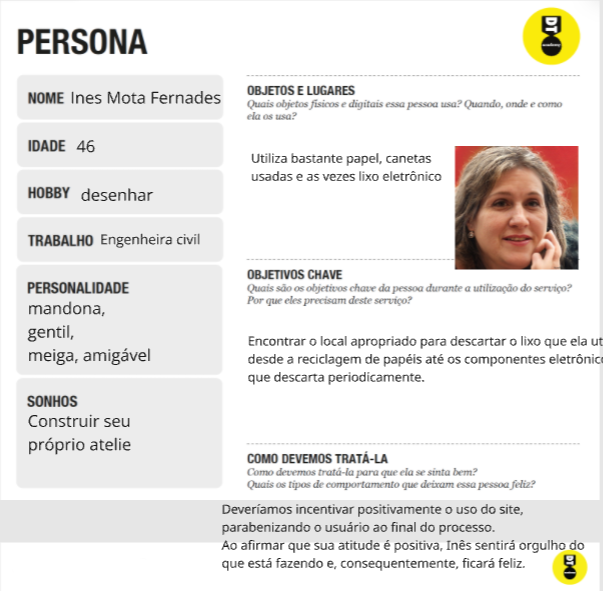 PERSONA
DT
academy
NOME Ines Mota Fernades
IDADE 46
HOBBY desenhar
TRABALHO Engenheira civil
PERSONALIDADE
mandona,
gentil,
meiga, amigável
SONHOS
Construir seu
próprio atelie
OBJETOS E LUGARES
Quais objetos físicos e digitais essa pessoa usa? Quando, onde e como
ela os usa?
Utiliza bastante papel, canetas
usadas e as vezes lixo eletrônico
OBJETIVOS CHAVE
Quais são os objetivos chave da pessoa durante a utilização do serviço?
Por que eles precisam deste serviço?
Encontrar o local apropriado para descartar o lixo que ela ut
desde a reciclagem de papéis até os componentes eletrônic
que descarta periodicamente.
COMO DEVEMOS TRATÁ-LA
Como devemos tratá-la para que ela se sinta bem?
Quais os tipos de comportamento que deixam essa pessoa feliz?
Deveríamos incentivar positivamente o uso do site,
parabenizando o usuário ao final do processo.
Ao afirmar que sua atitude é positiva, Inês sentirá orgulho do
que está fazendo e, consequentemente, ficará feliz.
DT